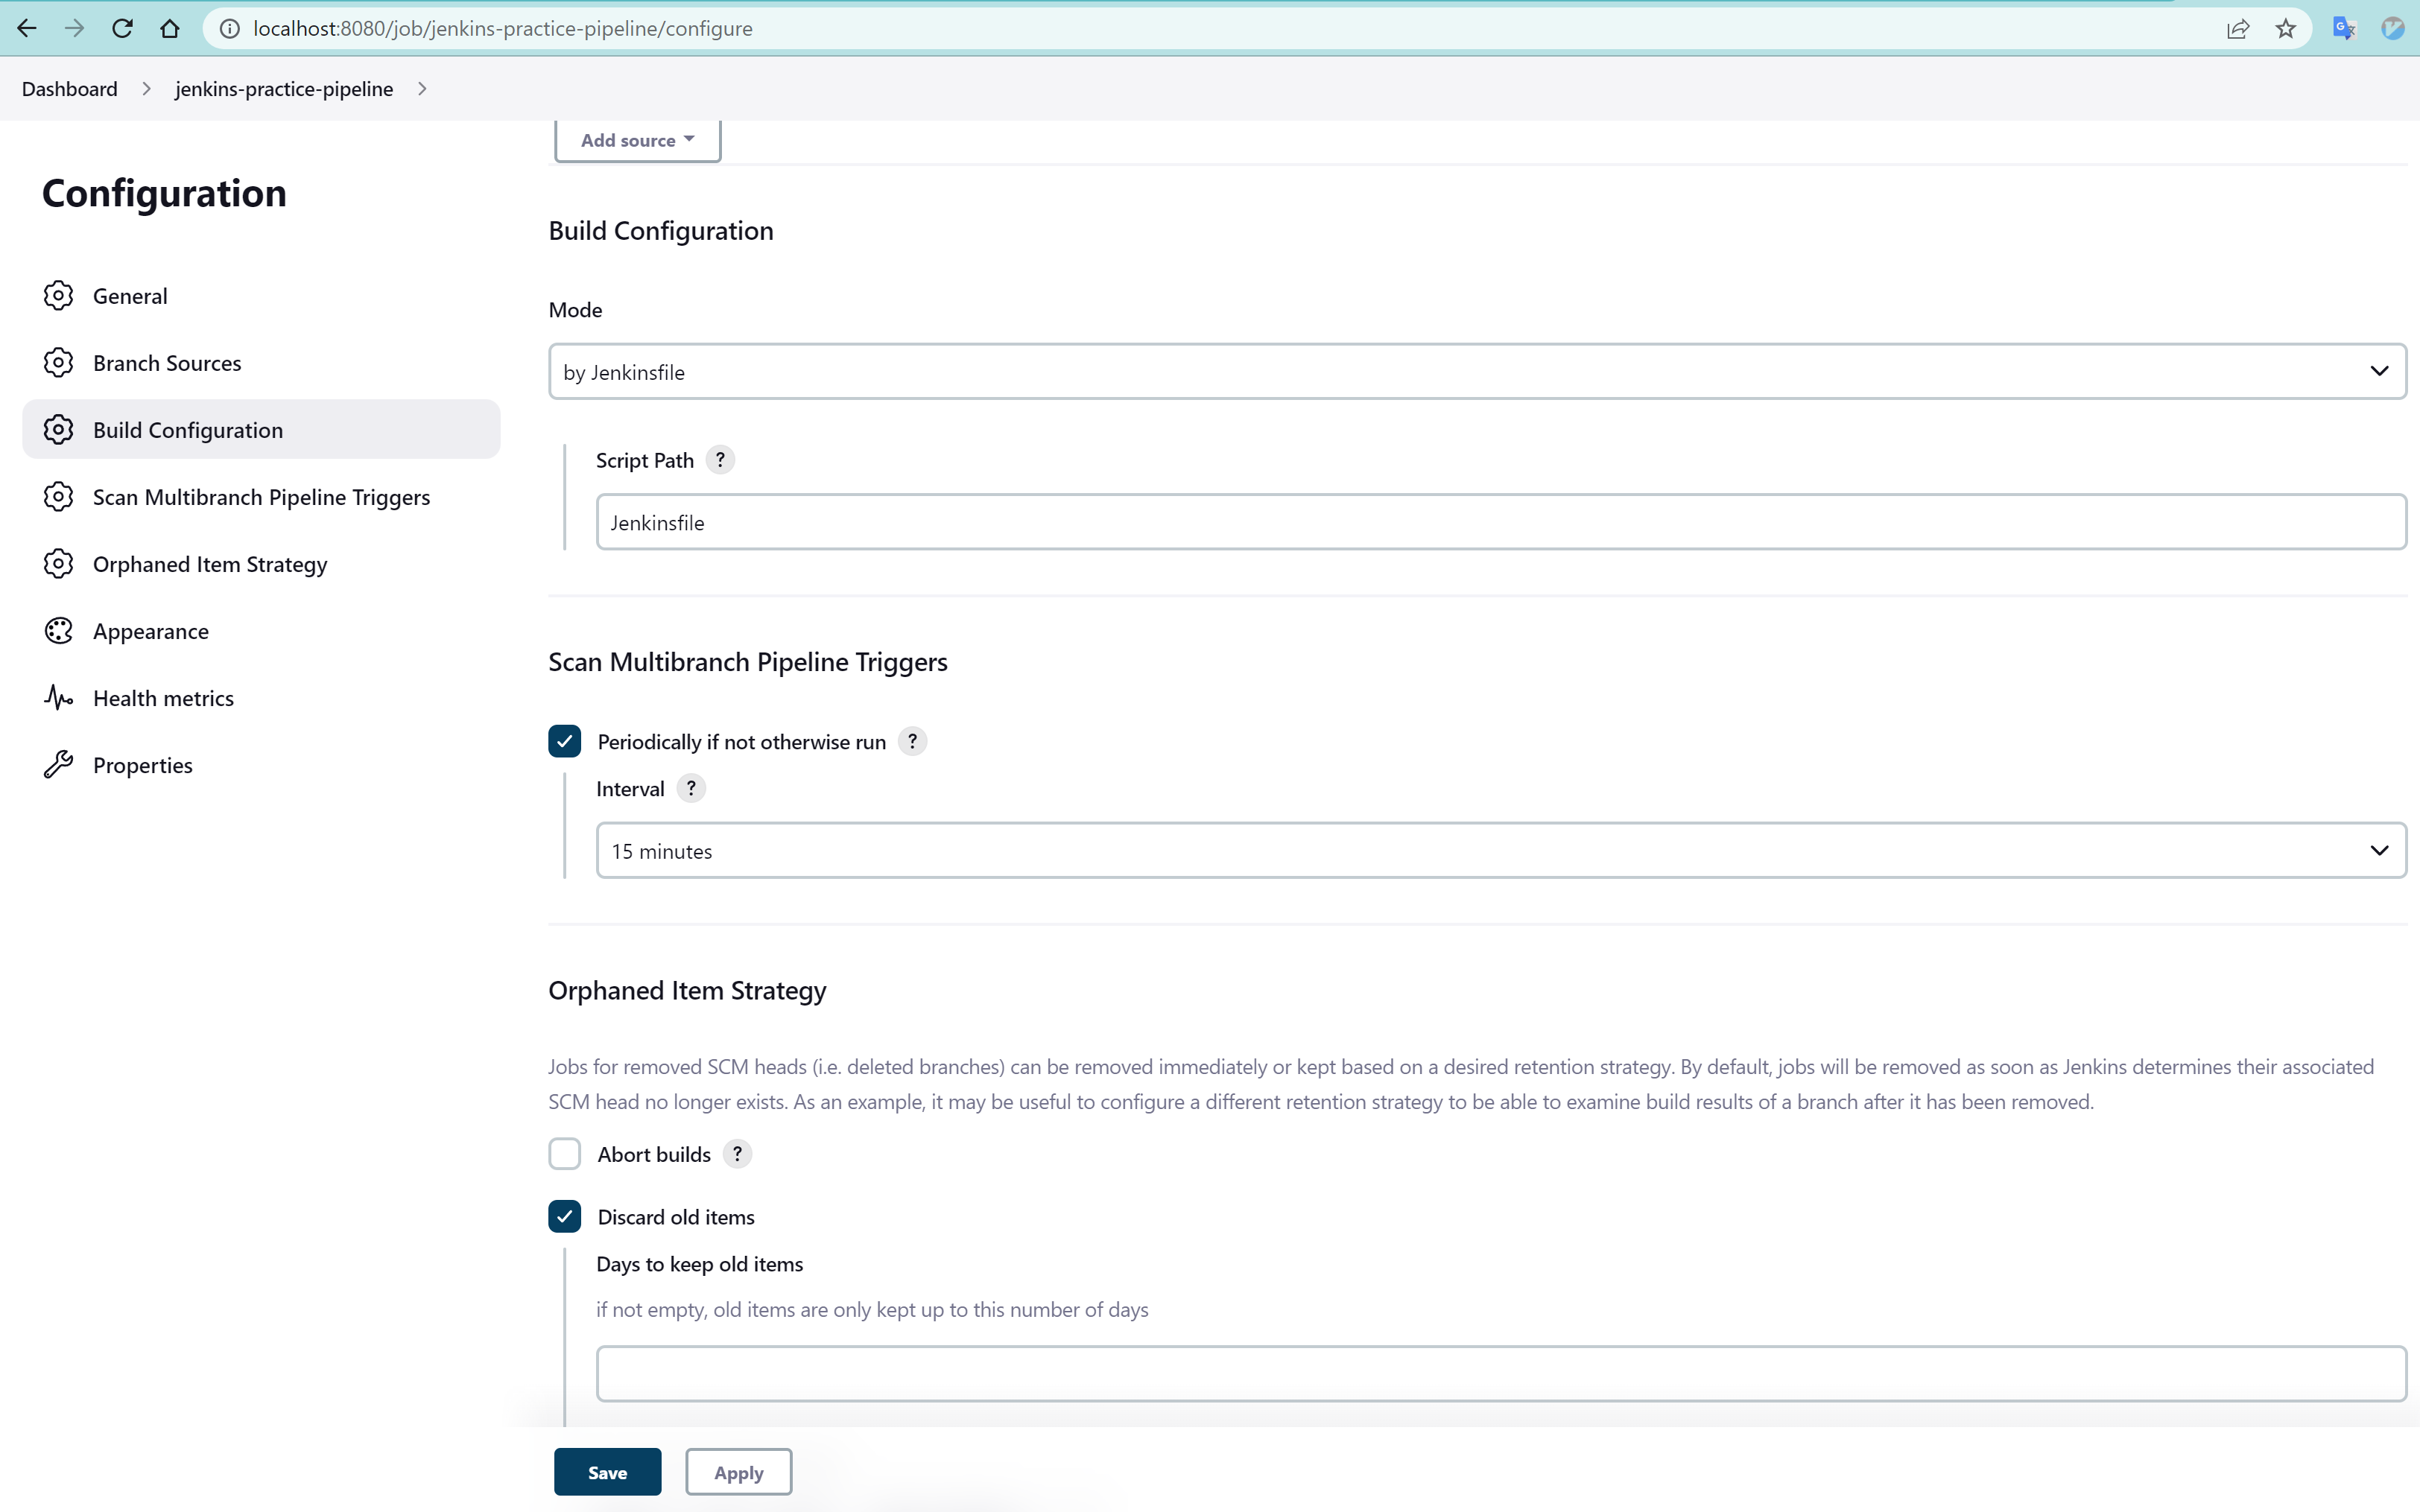 localhost:8080/job/jenkins-practice-pipeline/configure
Dashboard
jenkins-practice-pipeline
Add source
Configuration
General
Branch Sources
Build Configuration
Scan Multibranch Pipeline Triggers
Orphaned Item Strategy
Appearance
Health metrics
Properties
Build Configuration
Mode
by Jenkinsfile
Script Path ?
Jenkinsfile
Scan Multibranch Pipeline Triggers
Periodically if not otherwise run ?
Interval ?
15 minutes
Orphaned Item Strategy
Jobs for removed SCM heads (i.e. deleted branches) can be removed immediately or kept based on a desired retention strategy. By default, jobs will be removed as soon as Jenkins determines their associated
SCM head no longer exists. As an example, it may be useful to configure a different retention strategy to be able to examine build results of a branch after it has been removed.
Abort builds ?
Discard old items
Days to keep old items
if not empty, old items are only kept up to this number of days
Save
Apply